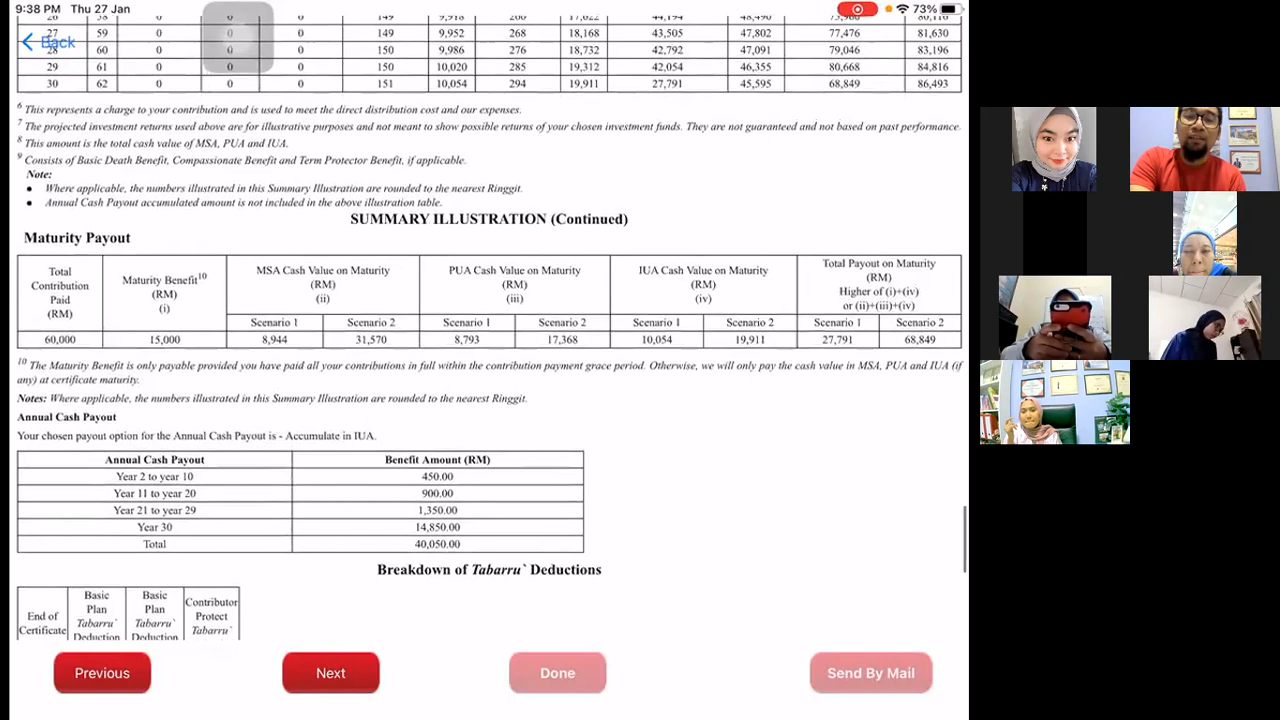 9:38 PM Thu 27 Jan 73%
149 9,918
27 59 0 0 0 149 9,952 268 18,168 43,505 47,802 77,476 81,630
Back
28 60 0 0 0 150 9,986 276 18,732 42,792 47,091 79,046 83,196
29 61 0 0 0 150 10,020 285 19,312 42,054 46,355 80,668 84,816
30 62 0 0 0 151 10,054 294 19,911 27,791 45,595 68,849 86,493
6 This represents a charge to your contribution and is used to meet the direct distribution cost and our expenses.
7 The projected investment returns used above are for illustrative purposes and not meant to show possible returns of your chosen investment funds. They are not guaranteed and not based on past performance.
8 This amount is the total cash value of MSA, PUA and IUA.
9 Consists of Basic Death Benefit, Compassionate Benefit and Term Protector Benefit, if applicable.
Note:
• Where applicable, the numbers illustrated in this Summary Illustration are rounded to the nearest Ringgit.
• Annual Cash Payout accumulated amount is not included in the above illustration table.
SUMMARY ILLUSTRATION (Continued)
Maturity Payout
Total Contribution Paid (RM)
Maturity Benefit10 (RM) (i)
MSA Cash Value on Maturity (RM) (ii)
PUA Cash Value on Maturity (RM) (iii)
IUA Cash Value on Maturity (RM) (iv)
Total Payout on Maturity (RM) Higher of (i)+(iv) or (ii)+(iii)+(iv)
Scenario 1 Scenario 2 Scenario 1 Scenario 2 Scenario 1 Scenario 2 Scenario 1 Scenario 2
60,000 15,000 8,944 31,570 8,793 17,368 10,054 19,911 27,791 68,849
10 The Maturity Benefit is only payable provided you have paid all your contributions in full within the contribution payment grace period. Otherwise, we will only pay the cash value in MSA, PUA and IUA (if
any) at certificate maturity.
Notes: Where applicable, the numbers illustrated in this Summary Illustration are rounded to the nearest Ringgit.
Annual Cash Payout
Your chosen payout option for the Annual Cash Payout is - Accumulate in IUA.
Annual Cash Payout Benefit Amount (RM)
Year 2 to year 10 450.00
Year 11 to year 20 900.00
Year 21 to year 29 1,350.00
Year 30 14,850.00
Total 40,050.00
Breakdown of Tabarru` Deductions
End of Certificate
Basic Plan Tabarru` Deduction
Basic Plan Tabarru` Deduction
Contributor Protect Tabarru`
Previous Next Done Send By Mail